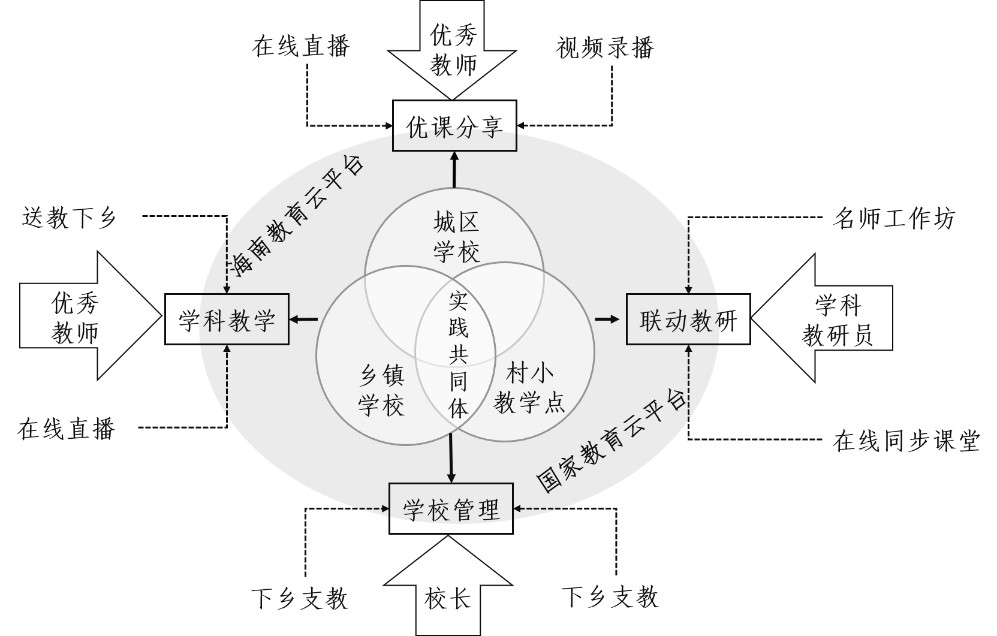 在线直播
优秀
教师
视频录播
优课分享
海南教育云平台
送教下乡
城区
学校
名师工作坊
优秀
教师
学科教学
实践共同体
联动教研
学科
教研员
乡镇
学校
村小
教学点
在线直播
国家教育云平台
在线同步课堂
学校管理
下乡支教
校长
下乡支教